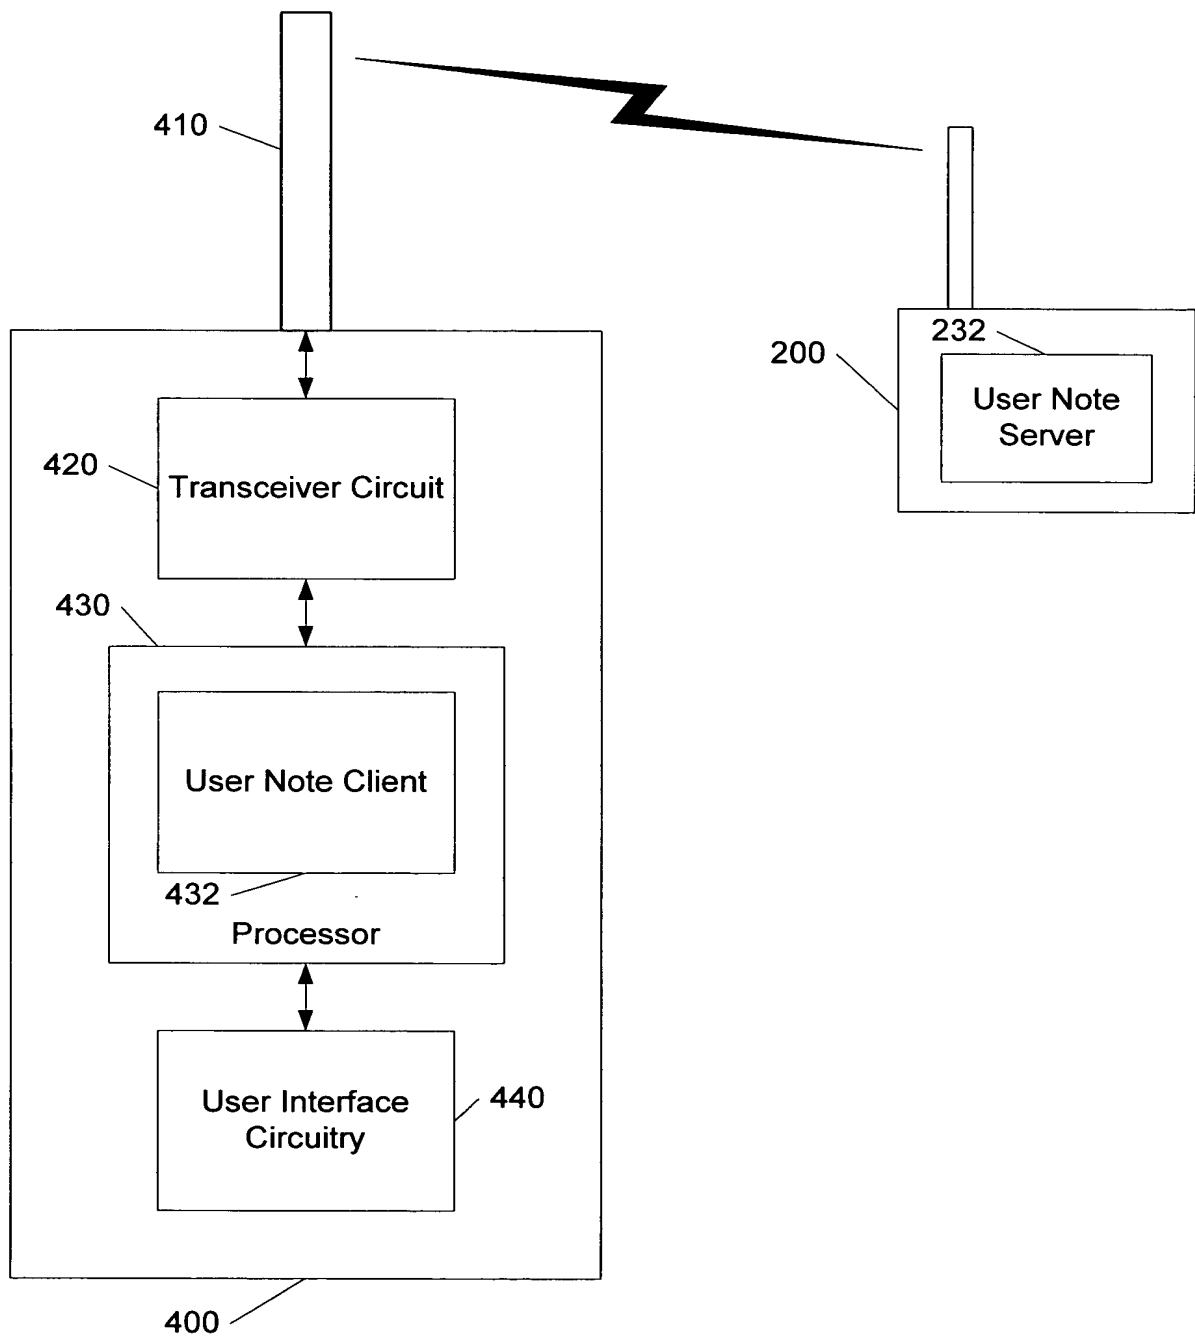 410
232
200
User Note
Server
420
Transceiver Circuit
430
User Note Client
432
Processor
User Interface
Circuitry
440
400